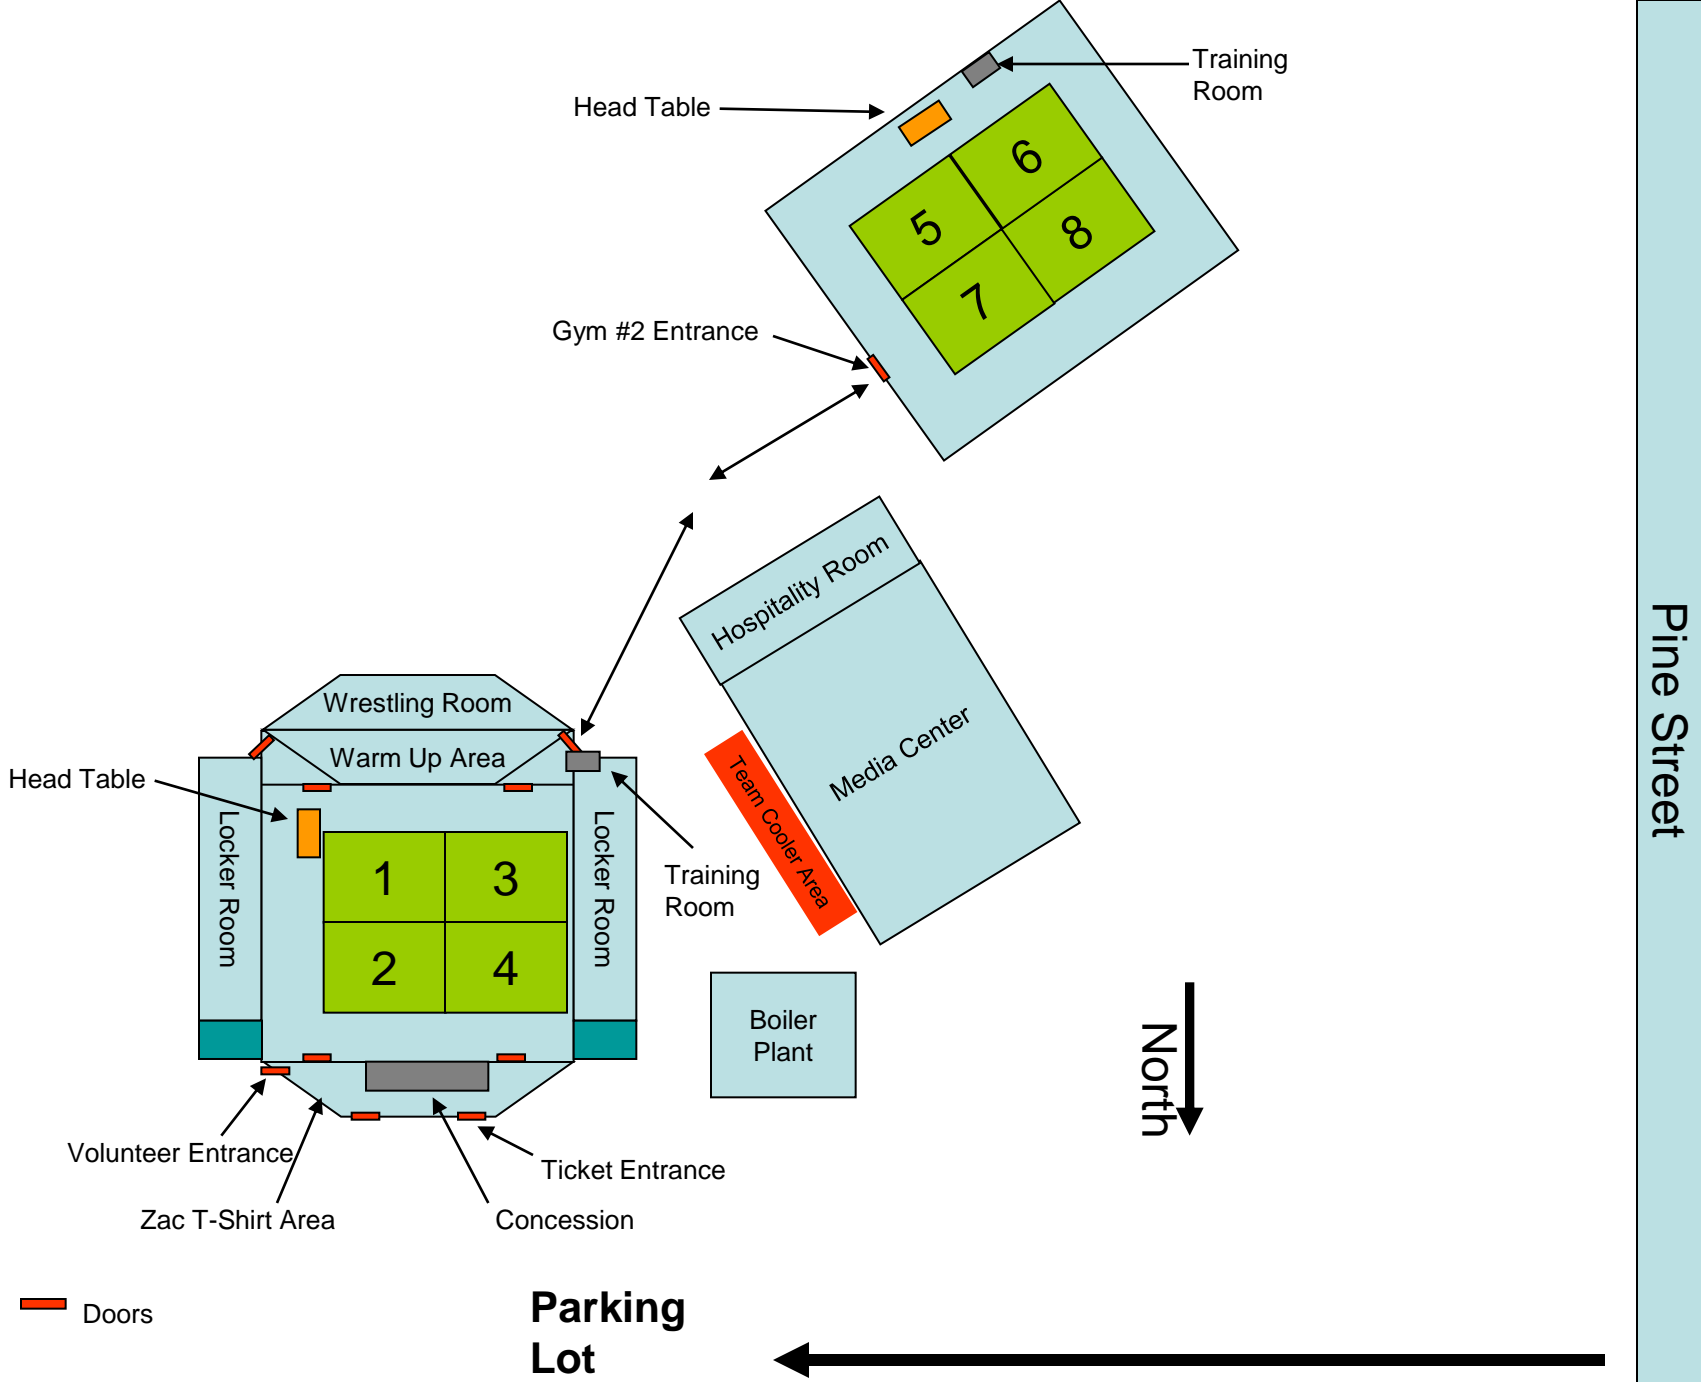 Training
Room
Head Table
6
5
8
7
Gym #2 Entrance
Hospitality Room
Pine Street
Wrestling Room
Warm Up Area
Media Center
Head Table
Team Cooler Area
Locker Room
Locker Room
1
3
Training
Room
2
4
Boiler
Plant
North
Volunteer Entrance
Ticket Entrance
Zac T-Shirt Area
Concession
Doors
Parking
Lot